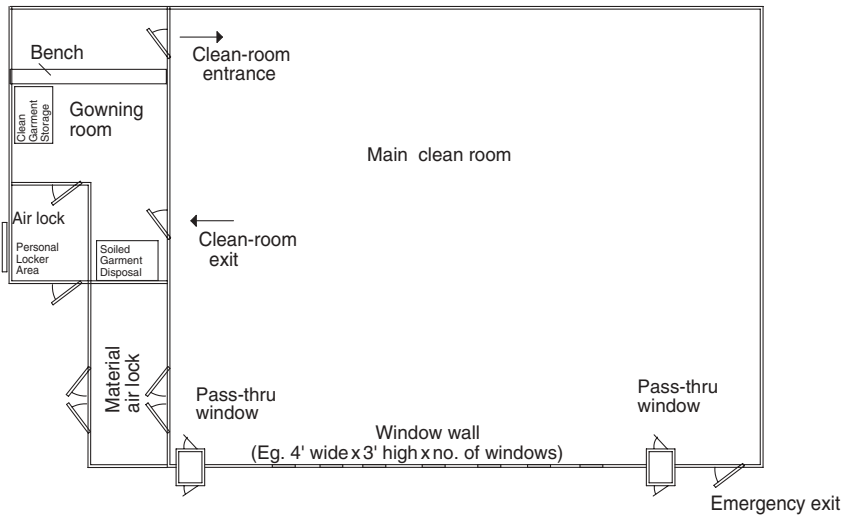 Bench
Clean-room
entrance
Clean
Garment
Storage
Gowning
room
Main clean room
Air lock
Personal
Locker
Area
Soiled
Garment
Disposal
Clean-room
exit
Material
air lock
Pass-thru
window
Window wall
(Eg. 4' wide x 3' high x no. of windows)
Pass-thru
window
Emergency exit